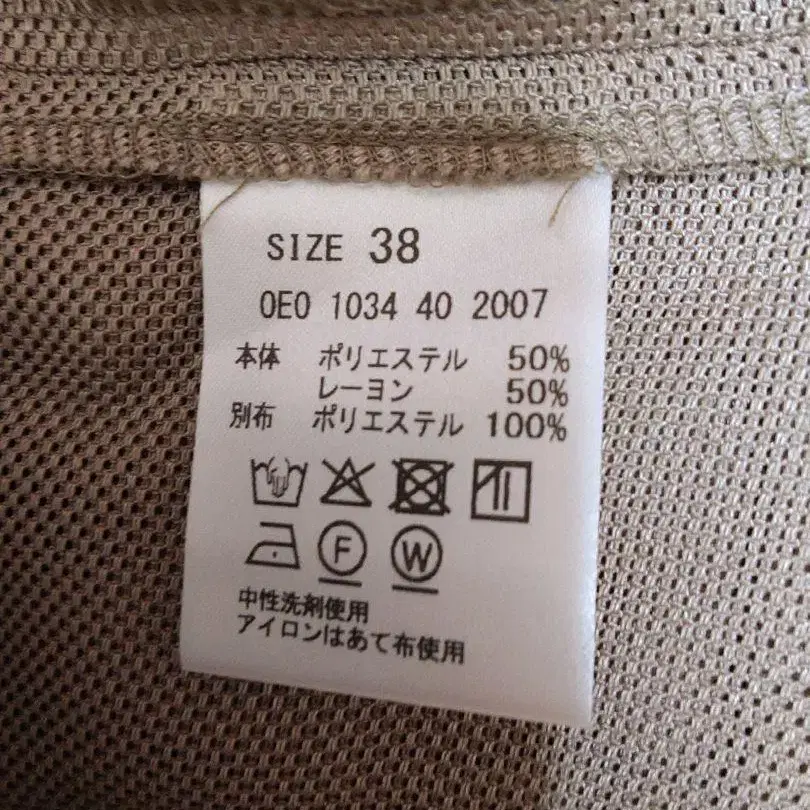 SIZE 38
0E0 1034 40 2007
本体 ポリエステル 50%
レーヨン 50%
別布 ポリエステル 100%
F W
中性洗剤使用
アイロンはあて布使用